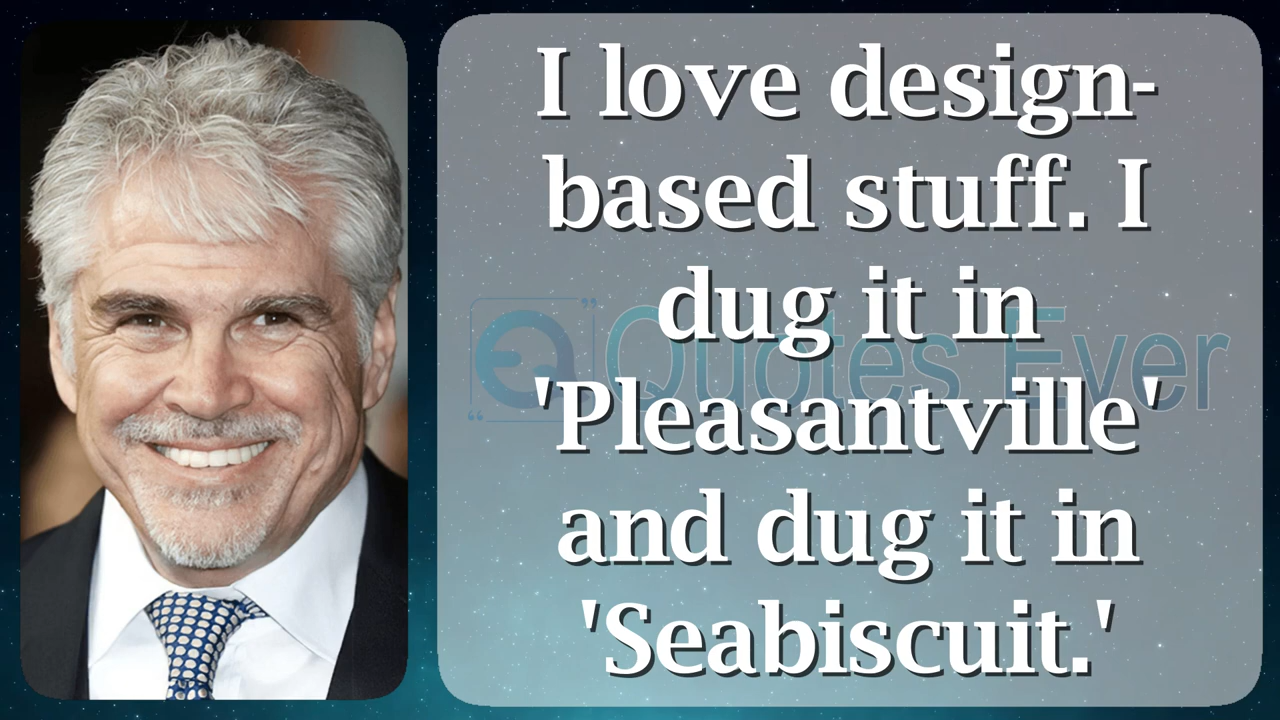 I love design-
based stuff. I
dug it in
Quotes Ever
'Pleasantville'
and dug it in
'Seabiscuit.'